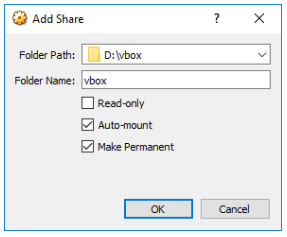 Add Share
Folder Path: D:\vbox
Folder Name: vbox
Read-only
Auto-mount
Make Permanent
OK Cancel